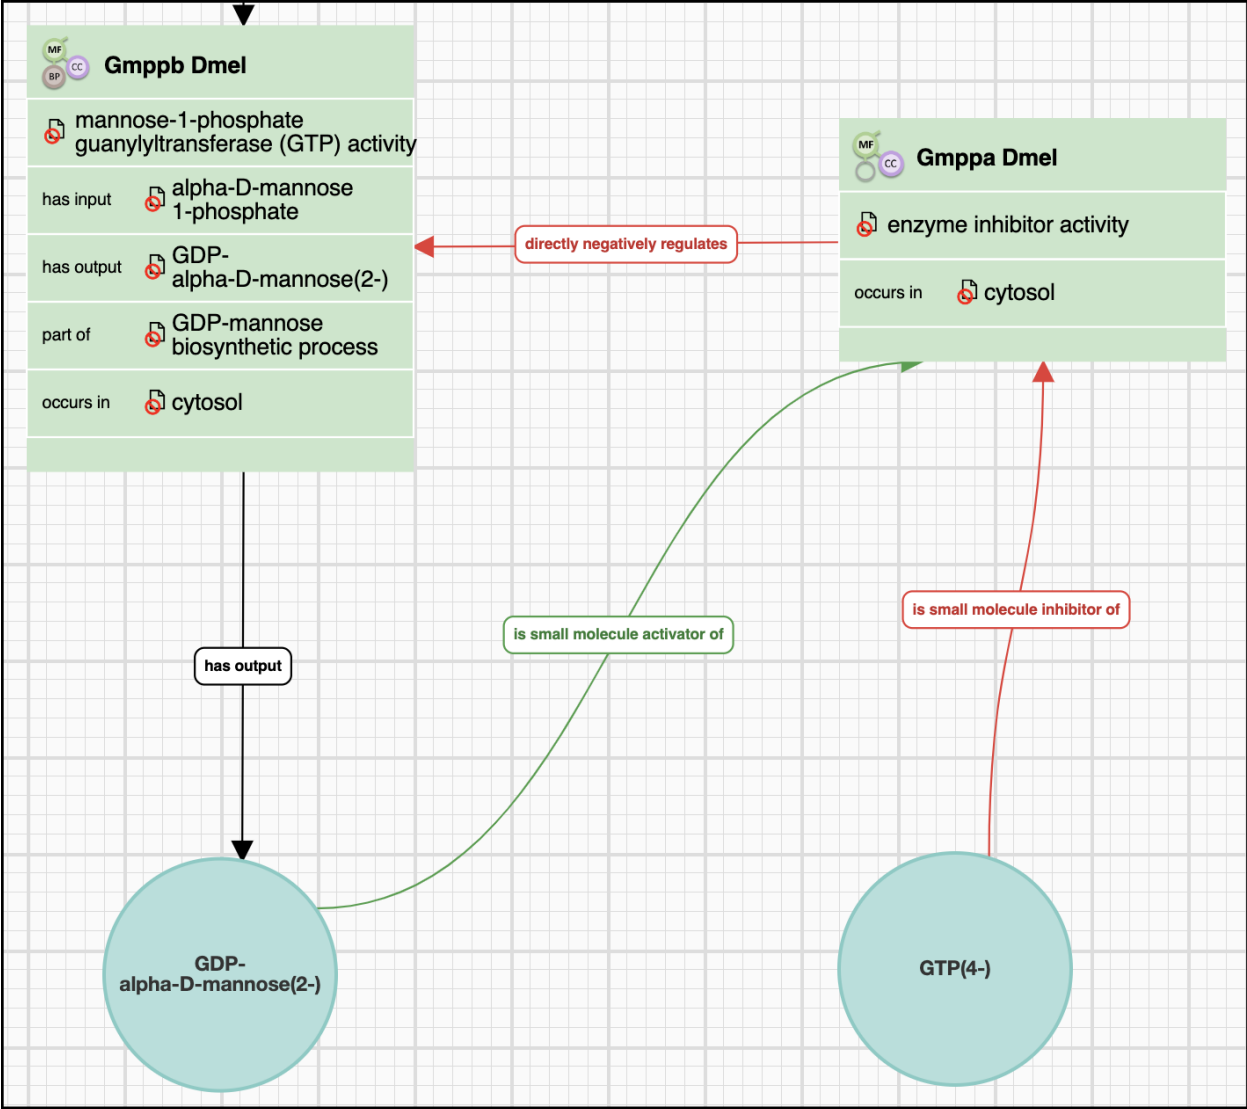 MF
CC
BP
Gmppb Dmel
mannose-1-phosphate
guanylyltransferase (GTP) activity
has input
alpha-D-mannose
1-phosphate
has output
GDP-
alpha-D-mannose(2-)
part of
GDP-mannose
biosynthetic process
occurs in
cytosol
directly negatively regulates
MF
CC
Gmppa Dmel
enzyme inhibitor activity
occurs in
cytosol
is small molecule activator of
is small molecule inhibitor of
has output
GDP-
alpha-D-mannose(2-)
GTP(4-)